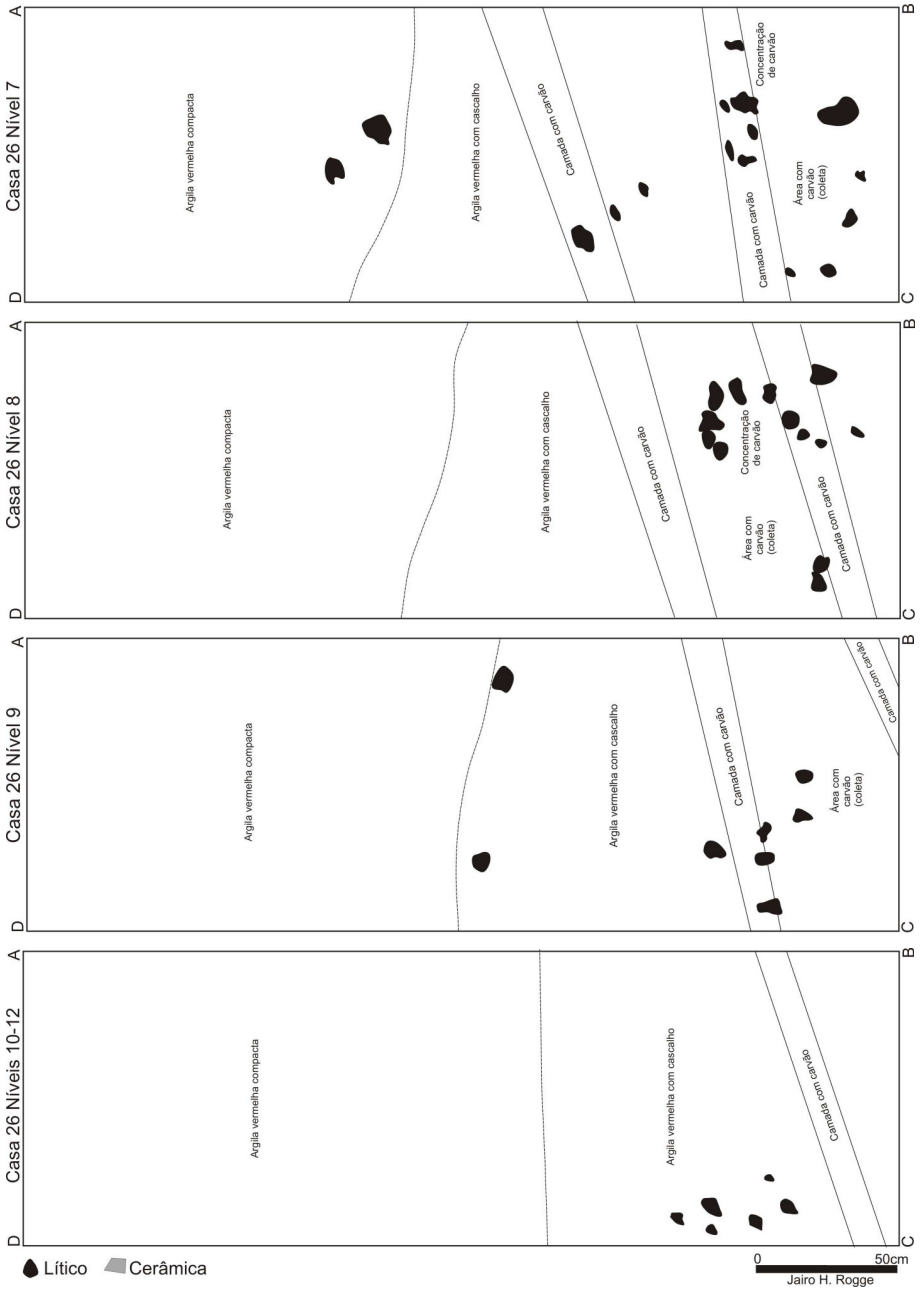 Casa 26 Nível 7
A
B
C
D
Argila vermelha compacta
Argila vermelha com cascalho
Camada com carvão
Camada com carvão
Concentração
de carvão
Área com
carvão
(coleta)
Casa 26 Nível 8
A
B
C
D
Argila vermelha compacta
Argila vermelha com cascalho
Camada com carvão
Área com
carvão
(coleta)
Concentração
de carvão
Camada com carvão
Casa 26 Nível 9
A
B
C
D
Argila vermelha compacta
Argila vermelha com cascalho
Camada com carvão
Área com
carvão
(coleta)
Camada com carvão
Casa 26 Níveis 10-12
A
B
C
D
Argila vermelha compacta
Argila vermelha com cascalho
Camada com carvão
Lítico
Cerâmica
0 50cm
Jairo H. Rogge